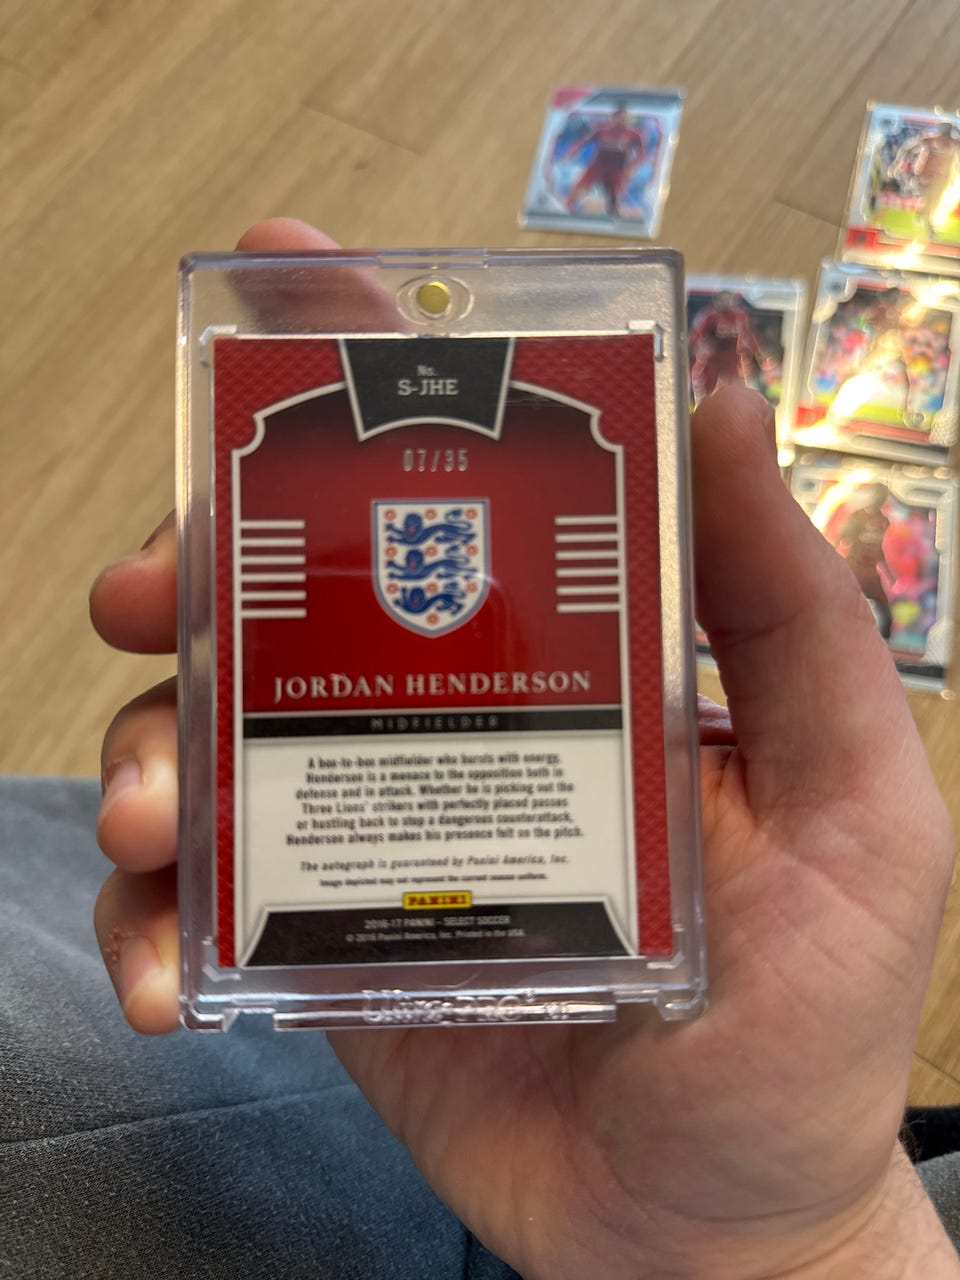 No.
S-JHE
07/35
JORDAN HENDERSON
MIDFIELDER
A box-to-box midfielder who bursts with energy,
Henderson is a menace to the opposition both in
defense and in attack. Whether he is picking out the
Three Lions' strikers with perfectly placed passes
or hustling back to stop a dangerous counterattack,
Henderson always makes his presence felt on the pitch.
The autograph is guaranteed by Panini America, Inc.
Image depicted may not represent the current season uniform.
PANINI
2016-17 PANINI – SELECT SOCCER
© 2016 Panini America, Inc. Printed in the USA.
Ultra PRO